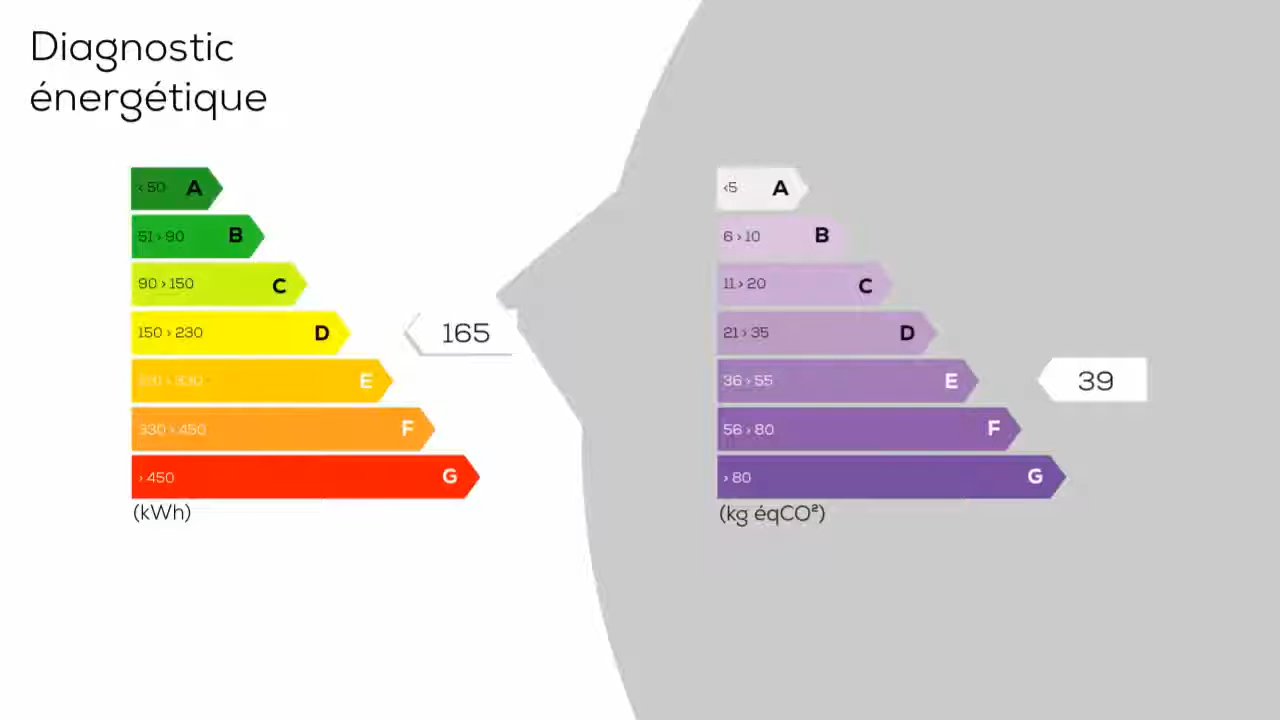 Diagnostic
énergétique
< 50 A
51 > 90 B
90 > 150 C
150 > 230 D
165
E
330 > 450 F
> 450 G
(kWh)
<5 A
6 > 10 B
11 > 20 C
21 > 35 D
36 > 55 E
39
56 > 80 F
> 80 G
(kg éqCO²)